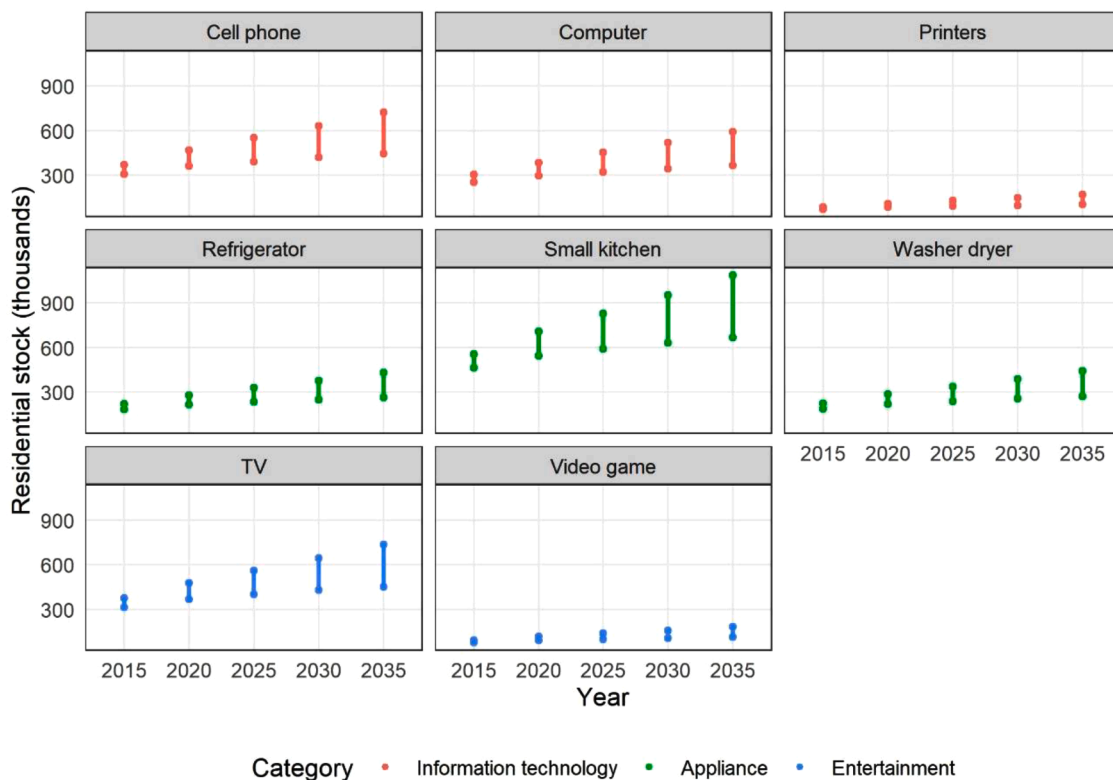 Cell phone
Computer
Printers
900
600
300
Refrigerator
Small kitchen
Washer dryer
900
600
300
TV
Video game
2015 2020 2025 2030 2035
900
600
300
2015 2020 2025 2030 2035
2015 2020 2025 2030 2035
Residential stock (thousands)
Year
Category
Information technology
Appliance
Entertainment